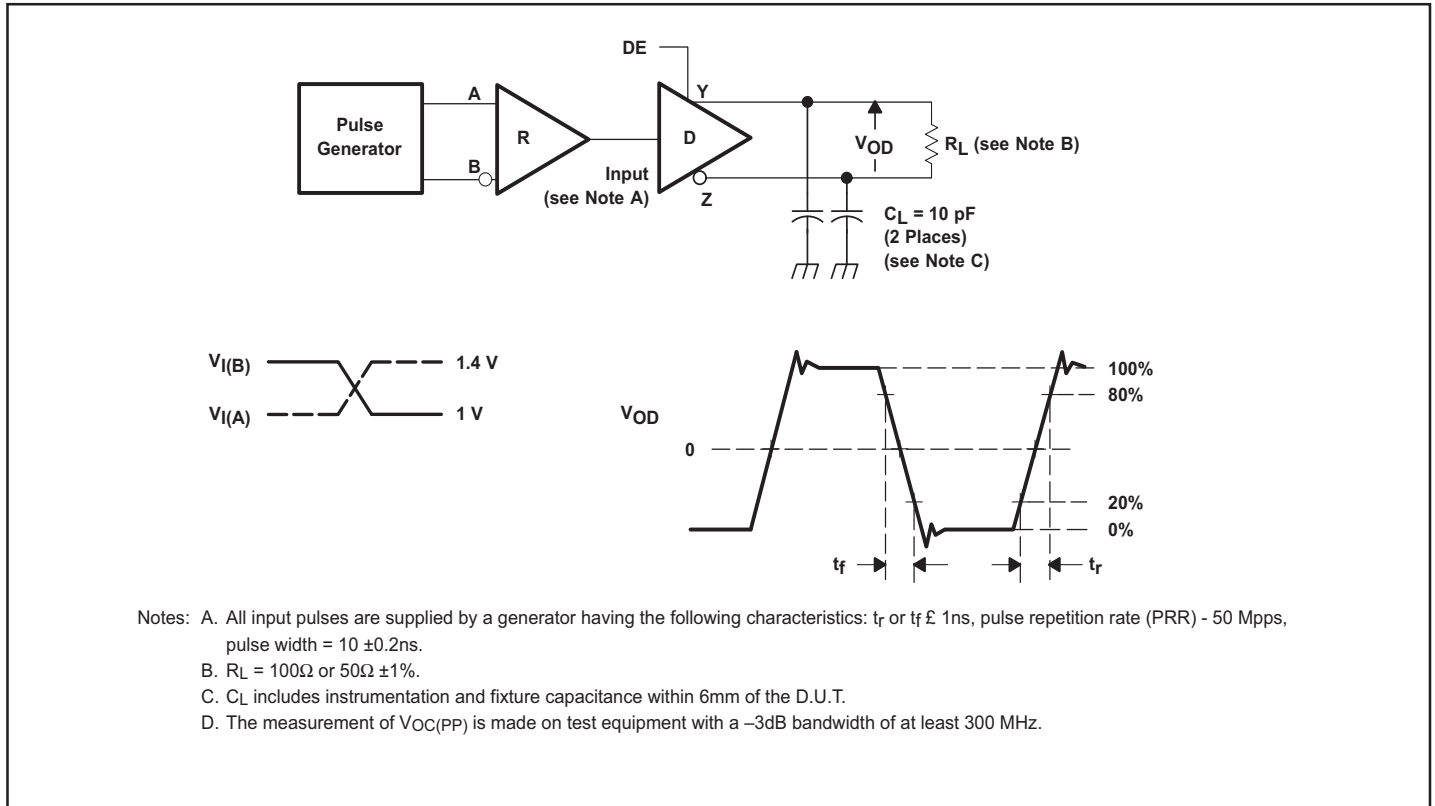 DE
A
Y
Pulse
Generator
R
D
VOD
RL (see Note B)
B
Input
(see Note A)
Z
CL = 10 pF
(2 Places)
(see Note C)
VI(B)
1.4 V
VI(A)
1 V
VOD
0
100%
80%
20%
0%
tf
tr
Notes: A. All input pulses are supplied by a generator having the following characteristics: tr or tf £ 1ns, pulse repetition rate (PRR) - 50 Mpps,
pulse width = 10 ±0.2ns.
B. RL = 100Ω or 50Ω ±1%.
C. CL includes instrumentation and fixture capacitance within 6mm of the D.U.T.
D. The measurement of VOC(PP) is made on test equipment with a –3dB bandwidth of at least 300 MHz.